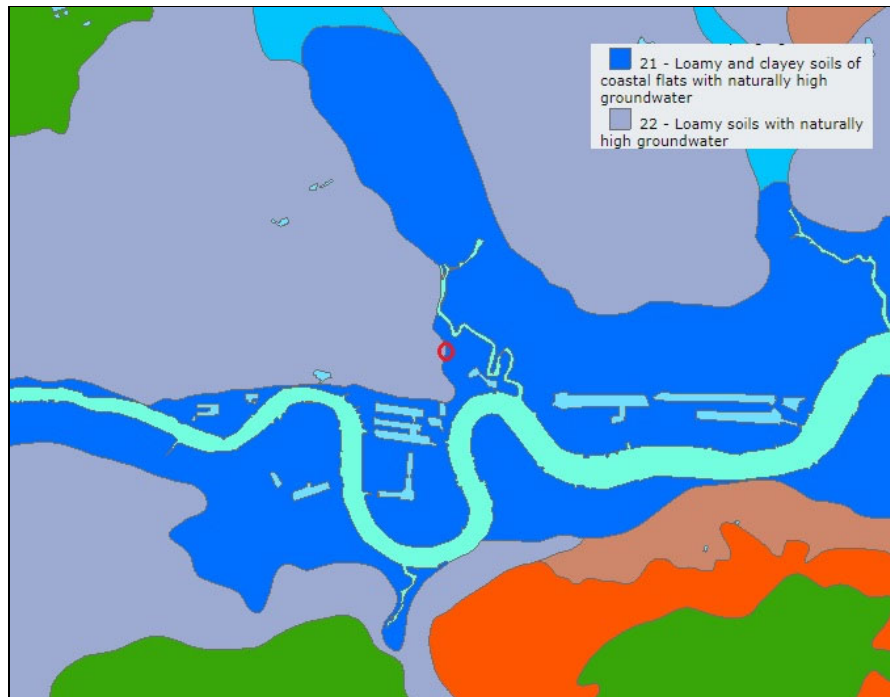 21 - Loamy and clayey soils of
coastal flats with naturally high
groundwater
22 - Loamy soils with naturally
high groundwater